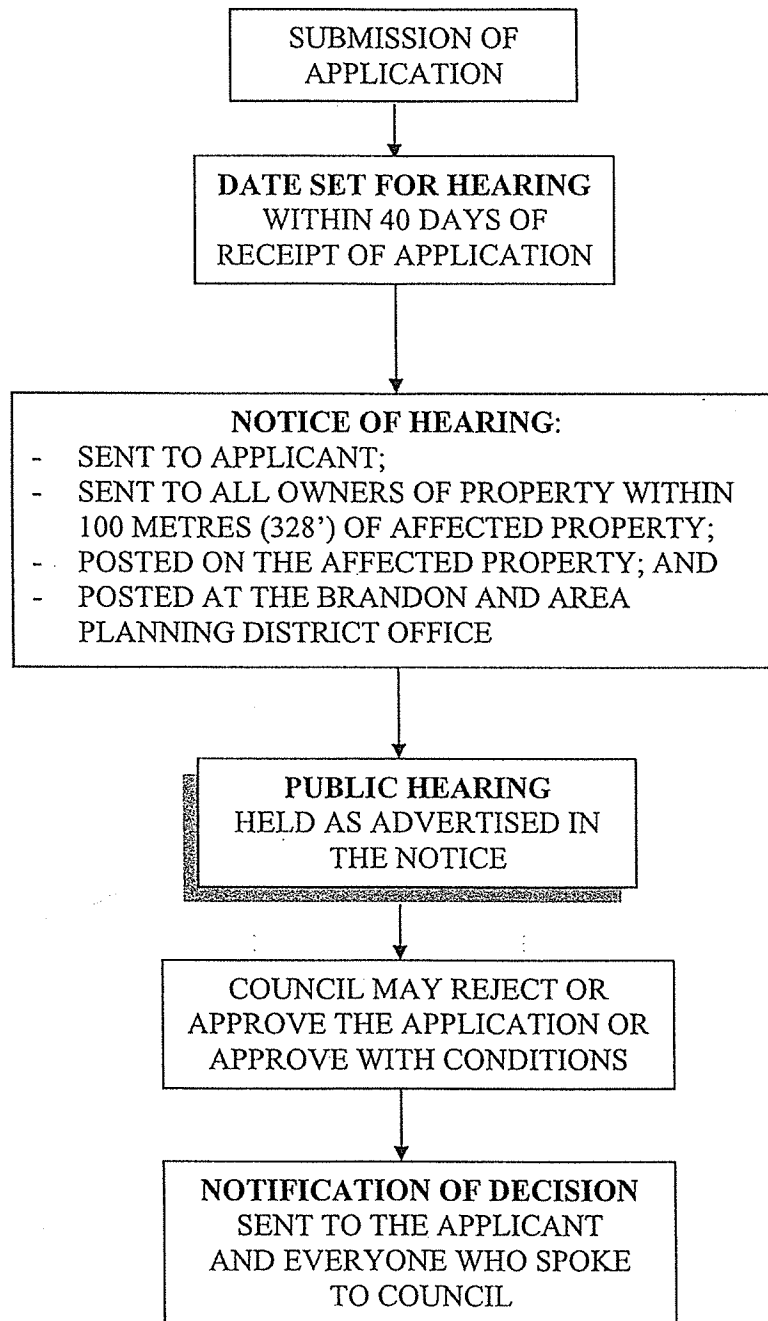 SUBMISSION OF
APPLICATION
DATE SET FOR HEARING
WITHIN 40 DAYS OF
RECEIPT OF APPLICATION
NOTICE OF HEARING:
- SENT TO APPLICANT;
- SENT TO ALL OWNERS OF PROPERTY WITHIN
100 METRES (328’) OF AFFECTED PROPERTY;
- POSTED ON THE AFFECTED PROPERTY; AND
- POSTED AT THE BRANDON AND AREA
PLANNING DISTRICT OFFICE
PUBLIC HEARING
HELD AS ADVERTISED IN
THE NOTICE
COUNCIL MAY REJECT OR
APPROVE THE APPLICATION OR
APPROVE WITH CONDITIONS
NOTIFICATION OF DECISION
SENT TO THE APPLICANT
AND EVERYONE WHO SPOKE
TO COUNCIL